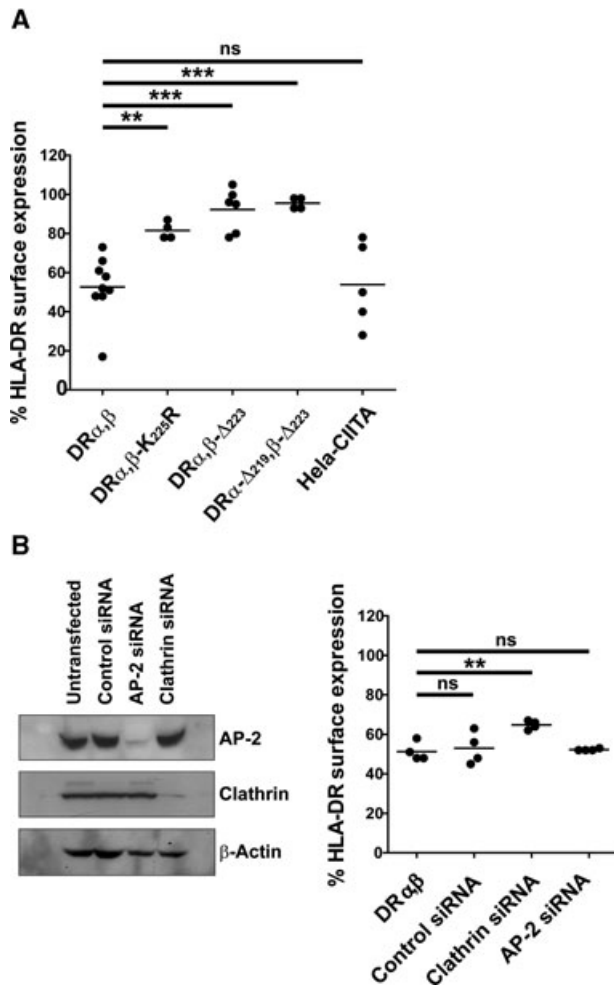 A
ns
***
***
**
% HLA-DR surface expression
120
100
80
60
40
20
0
DRα,β
DRα,β-K225R
DRα,β-Δ223
DRα-Δ219,β-Δ223
Hela-CIITA
B
Untransfected
Control siRNA
AP-2 siRNA
Clathrin siRNA
AP-2
Clathrin
β-Actin
% HLA-DR surface expression
120
100
80
60
40
20
0
ns
**
ns
DRα,β
Control siRNA
Clathrin siRNA
AP-2 siRNA